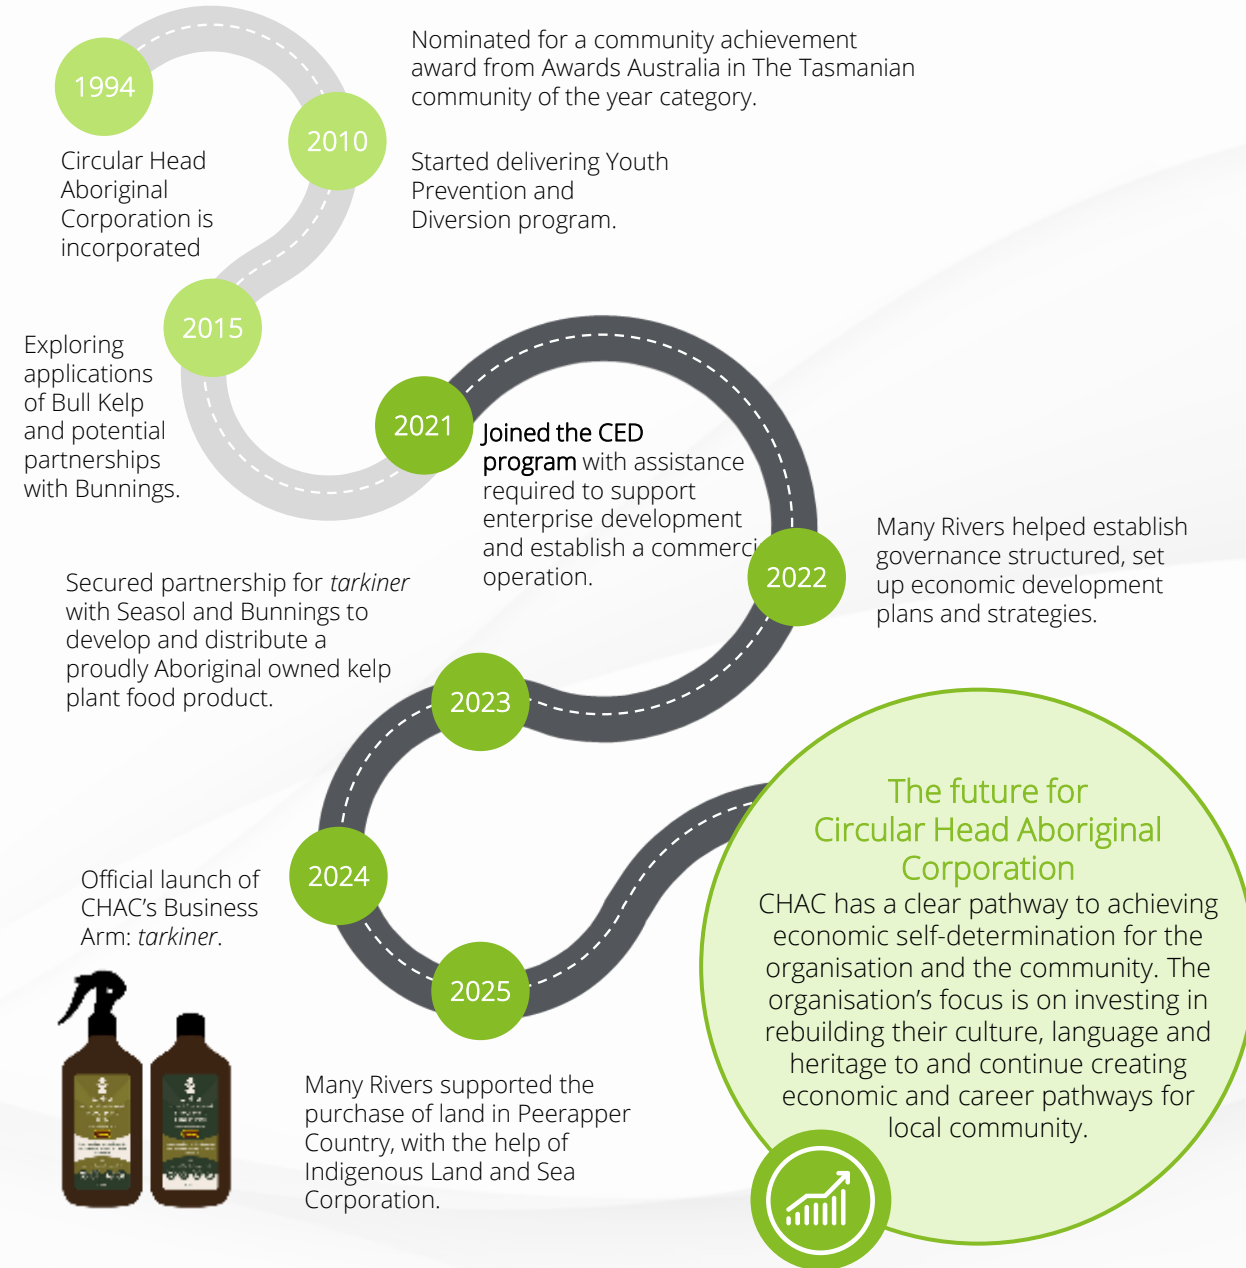 1994
Circular Head
Aboriginal
Corporation is
incorporated
2010
Nominated for a community achievement
award from Awards Australia in The Tasmanian
community of the year category.
Started delivering Youth
Prevention and
Diversion program.
2015
Exploring
applications
of Bull Kelp
and potential
partnerships
with Bunnings.
2021
Joined the CED
program with assistance
required to support
enterprise development
and establish a commerci
operation.
2022
Many Rivers helped establish
governance structured, set
up economic development
plans and strategies.
2023
Secured partnership for tarkiner
with Seasol and Bunnings to
develop and distribute a
proudly Aboriginal owned kelp
plant food product.
2024
Official launch of
CHAC’s Business
Arm: tarkiner.
2025
Many Rivers supported the
purchase of land in Peerapper
Country, with the help of
Indigenous Land and Sea
Corporation.
The future for
Circular Head Aboriginal
Corporation
CHAC has a clear pathway to achieving
economic self-determination for the
organisation and the community. The
organisation’s focus is on investing in
rebuilding their culture, language and
heritage to and continue creating
economic and career pathways for
local community.